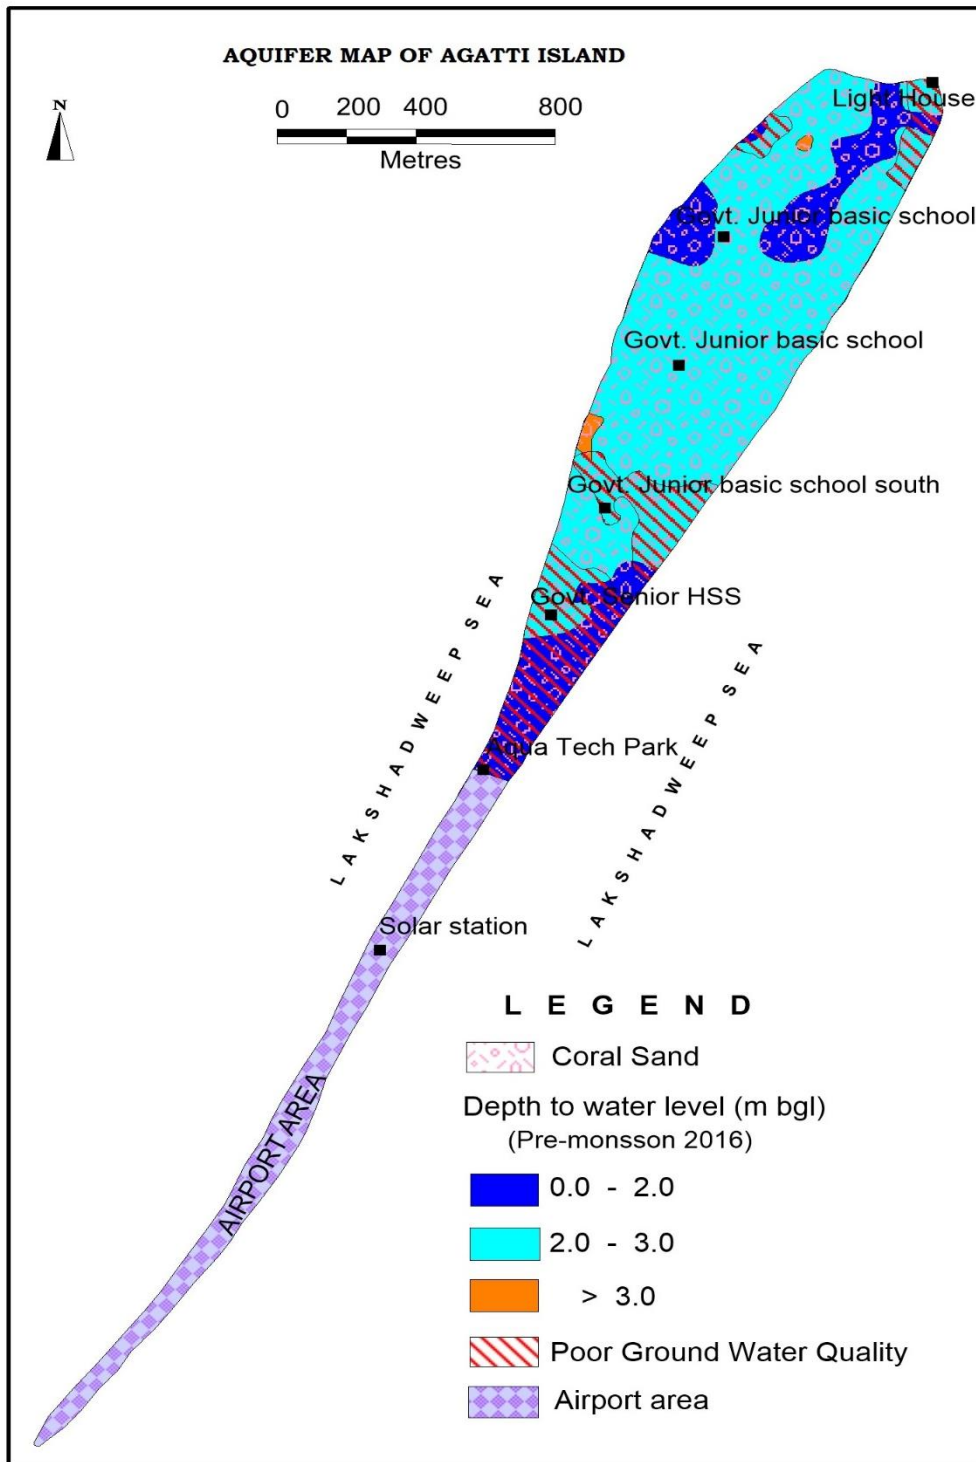 AQUIFER MAP OF AGATTI ISLAND
N
0 200 400 800
Metres
Light House
Govt. Junior basic school
Govt. Junior basic school
Govt. Junior basic school south
Govt. Senior HSS
LAKSHADWEEP SEA
LAKSHADWEEP SEA
Aqua Tech Park
Solar station
AIRPORT AREA
LEGEND
Coral Sand
Depth to water level (m bgl)
(Pre-monsson 2016)
0.0 - 2.0
2.0 - 3.0
> 3.0
Poor Ground Water Quality
Airport area